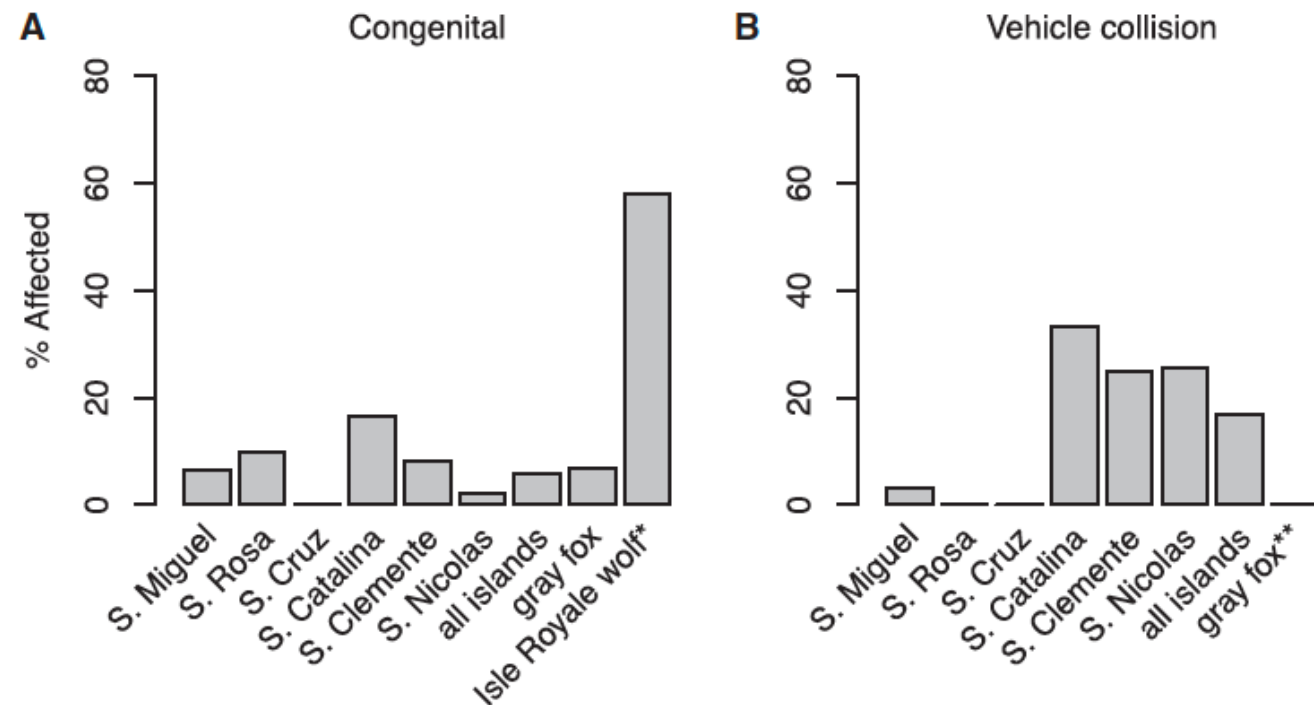 A
Congenital
% Affected
80
60
40
20
0
S. Miguel
S. Rosa
S. Cruz
S. Catalina
S. Clemente
S. Nicolas
all islands
gray fox
Isle Royale wolf*
B
Vehicle collision
80
60
40
20
0
S. Miguel
S. Rosa
S. Cruz
S. Catalina
S. Clemente
S. Nicolas
all islands
gray fox**